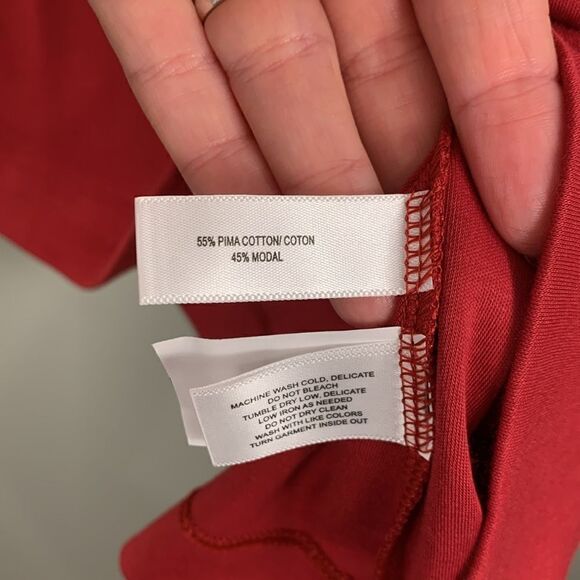 55% PIMA COTTON/ COTON
45% MODAL
MACHINE WASH COLD, DELICATE
DO NOT BLEACH
TUMBLE DRY LOW, DELICATE
LOW IRON AS NEEDED
DO NOT DRY CLEAN
WASH WITH LIKE COLORS
TURN GARMENT INSIDE OUT